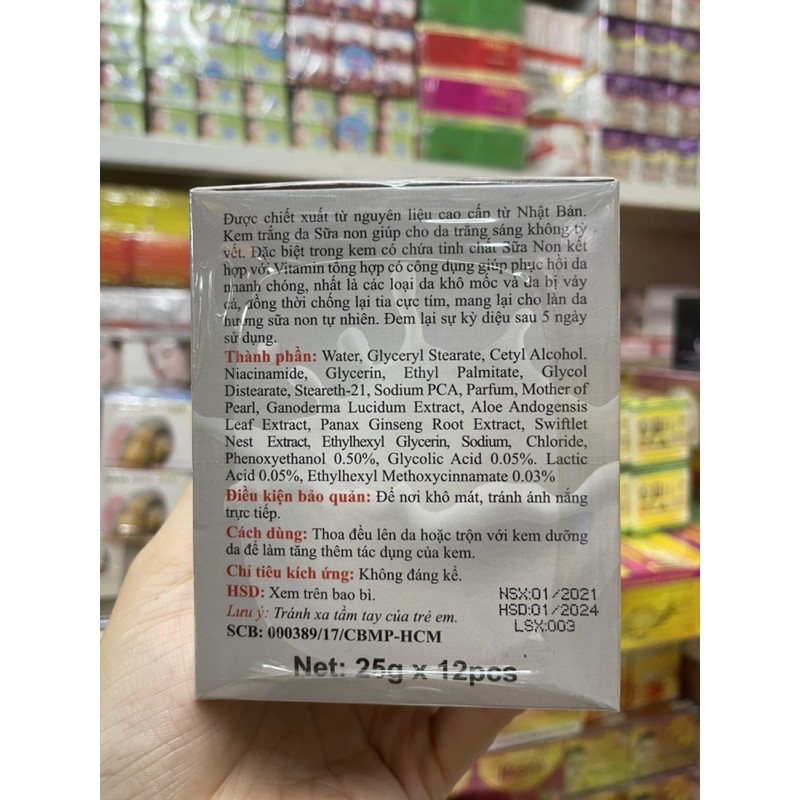 Được chiết xuất từ nguyên liệu cao cấp từ Nhật Bản.
Kem trắng da Sữa non giúp cho da trắng sáng không tỳ
vết. Đặc biệt trong kem có chứa tinh chất Sữa Non kết
hợp với Vitamin tổng hợp có công dụng giúp phục hồi da
nhanh chóng, nhất là các loại da khô mốc và da bị vảy
cá, đồng thời chống lại tia cực tím, mang lại cho làn da
hương sữa non tự nhiên. Đem lại sự kỳ diệu sau 5 ngày
sử dụng.
Thành phần: Water, Glyceryl Stearate, Cetyl Alcohol.
Niacinamide, Glycerin, Ethyl Palmitate, Glycol
Distearate, Steareth-21, Sodium PCA, Parfum, Mother of
Pearl, Ganoderma Lucidum Extract, Aloe Andogensis
Leaf Extract, Panax Ginseng Root Extract, Swiftlet
Nest Extract, Ethylhexyl Glycerin, Sodium, Chloride,
Phenoxyethanol 0.50%, Glycolic Acid 0.05%. Lactic
Acid 0.05%, Ethylhexyl Methoxycinnamate 0.03%
Điều kiện bảo quản: Để nơi khô mát, tránh ánh nắng
trực tiếp.
Cách dùng: Thoa đều lên da hoặc trộn với kem dưỡng
da để làm tăng thêm tác dụng của kem.
Chỉ tiêu kích ứng: Không đáng kể.
HSD: Xem trên bao bì.
Lưu ý: Tránh xa tầm tay của trẻ em.
SCB: 000389/17/CBMP-HCM
NSX:01/2021
HSD:01/2024
LSX:003
Net: 25g x 12pcs